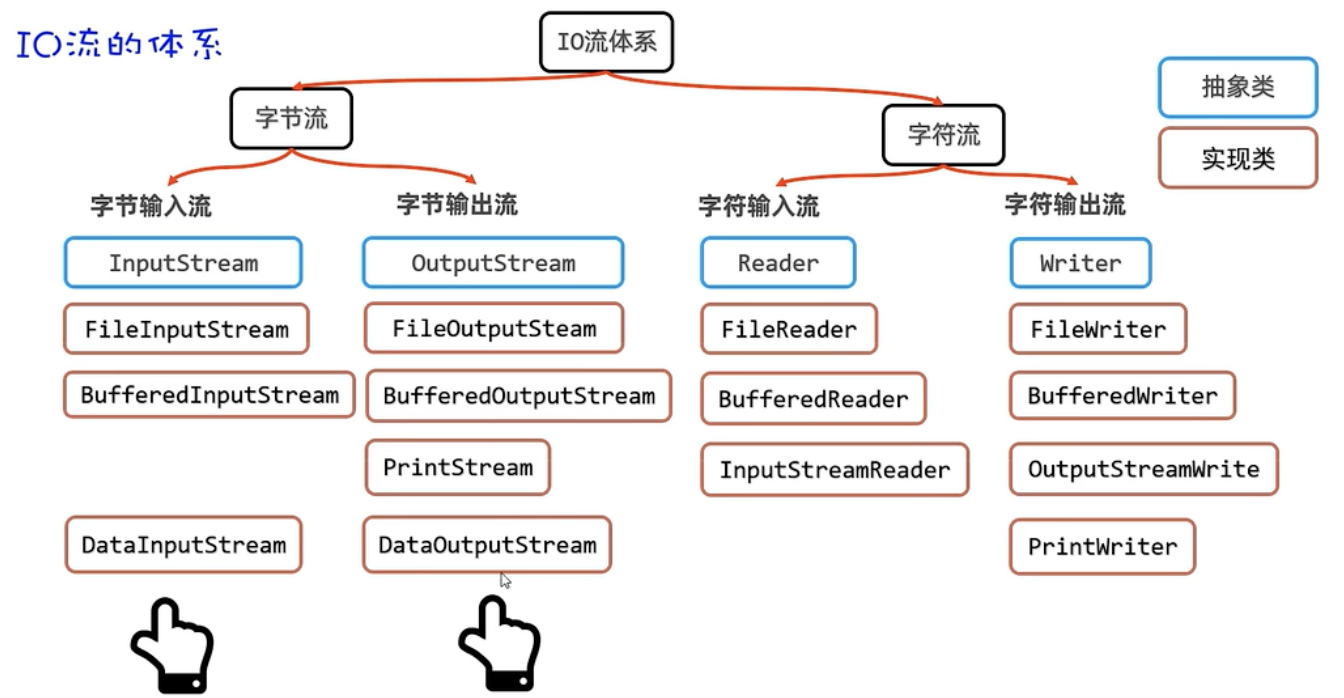 IO流的体系
IO流体系
抽象类
实现类
字节流
字符流
字节输入流
字节输出流
字符输入流
字符输出流
InputStream
OutputStream
Reader
Writer
FileInputStream
FileOutputSteam
FileReader
FileWriter
BufferedInputStream
BufferedOutputStream
BufferedReader
BufferedWriter
PrintStream
InputStreamReader
OutputStreamWrite
DataInputStream
DataOutputStream
PrintWriter